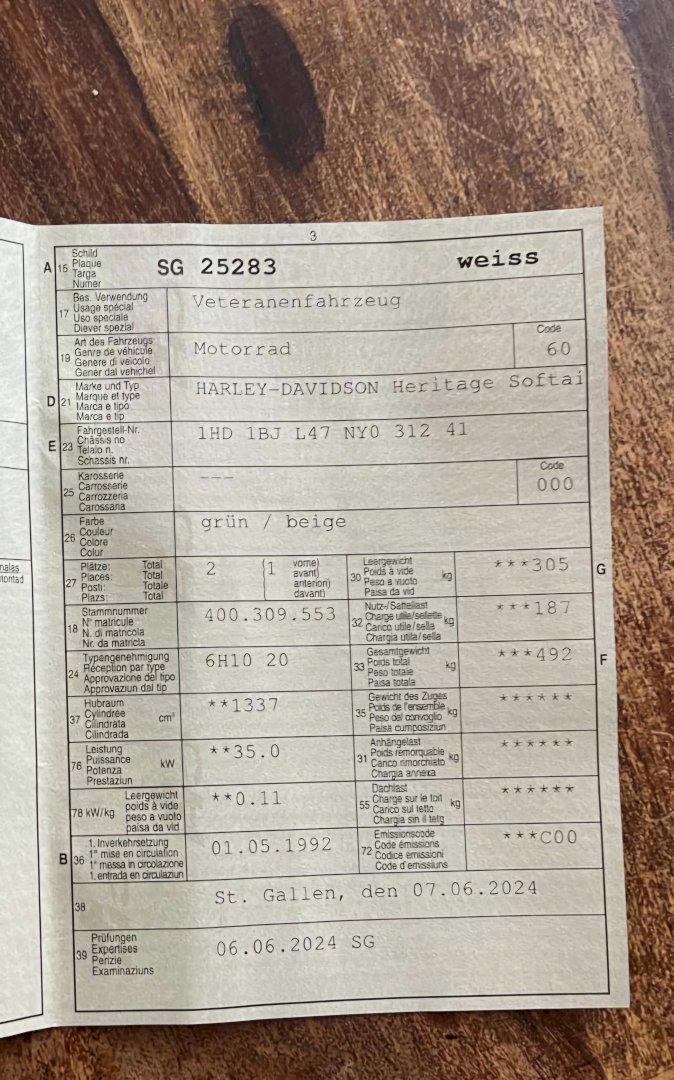 3
A 15 Schild Plaque Targa Numer SG 25283 weiss
17 Bes. Verwendung Usage spécial Uso speciale Diever spezial Veteranenfahrzeug
19 Art des Fahrzeugs Genre de véhicule Genere di veicolo Gener dal vehichel Motorrad Code 60
D 21 Marke und Typ Marque et type Marca e tipo Marca e tip HARLEY-DAVIDSON Heritage Softai
E 23 Fahrgestell-Nr. Châssis no Telaio n. Schassis nr. 1HD 1BJ L47 NY0 312 41
25 Karosserie Carrosserie Carrozzeria Carossaria --- Code 000
26 Farbe Couleur Colore Colur grün / beige
27 Plätze: Total Places: Total Posti: Totale Plazs: Total 2 (1 vorne) avant) anteriori) davant) 30 Leergewicht Poids à vide Peso a vuoto Paisa da vid kg ***305 G
18 Stammnummer N° matricule N. di matricola Nr. da matricla 400.309.553 32 Nutz-/Sattellast Charge utile/sellette Carico utile/sella Chargia utila/sella kg ***187
24 Typengenehmigung Réception par type Approvazione del tipo Approvaziun dal tip 6H10 20 33 Gesamtgewicht Poids total Peso totale Paisa totala kg ***492 F
37 Hubraum Cylindrée Cilindrata Cilindrada cm³ **1337 35 Gewicht des Zuges Poids de l'ensemble Peso del convoglio Paisa cumposiziun kg ******
76 Leistung Puissance Potenza Prestaziun kW **35.0 31 Anhängelast Poids remorquable Carico rimorchiato Chargia annexa kg ******
78 kW/kg Leergewicht poids à vide peso a vuoto paisa da vid **0.11 55 Dachlast Charge sur le toit Carico sul tetto Chargia sin il tetg kg ******
B 36 1. Inverkehrsetzung 1re mise en circulation 1a messa in circolazione 1. entrada en circulaziun 01.05.1992 72 Emissionscode Code émissions Codice emissioni Code d'emissiuns ***C00
38 St. Gallen, den 07.06.2024
39 Prüfungen Expertises Perizie Examinaziuns 06.06.2024 SG